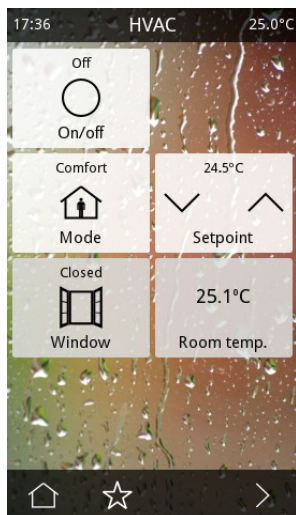 17:36 HVAC 25.0°C
Off
On/off
Comfort
Mode
24.5°C
Setpoint
Closed
Window
25.1°C
Room temp.